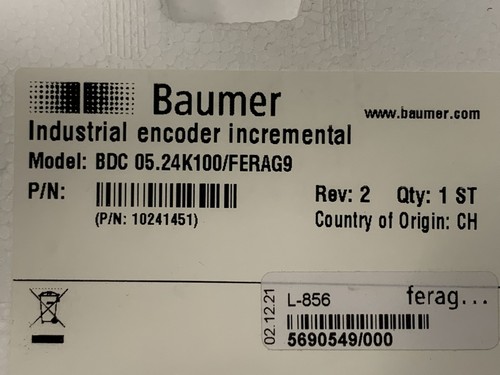 Baumer
www.baumer.com
Industrial encoder incremental
Model: BDC 05.24K100/FERAG9
P/N:
(P/N: 10241451)
Rev: 2 Qty: 1 ST
Country of Origin: CH
02.12.21
L-856
ferag...
5690549/000